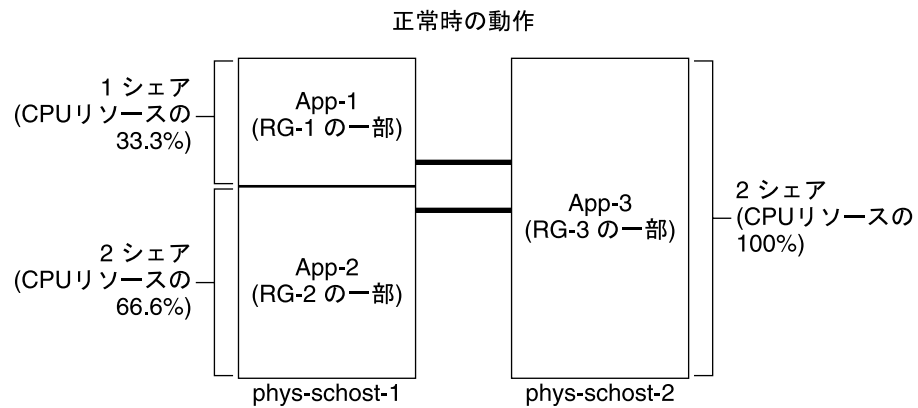 正常時の動作
1 シェア
(CPUリソースの
33.3%)
App-1
(RG-1 の一部)
2 シェア
(CPUリソースの
66.6%)
App-2
(RG-2 の一部)
App-3
(RG-3 の一部)
2 シェア
(CPUリソースの
100%)
phys-schost-1
phys-schost-2